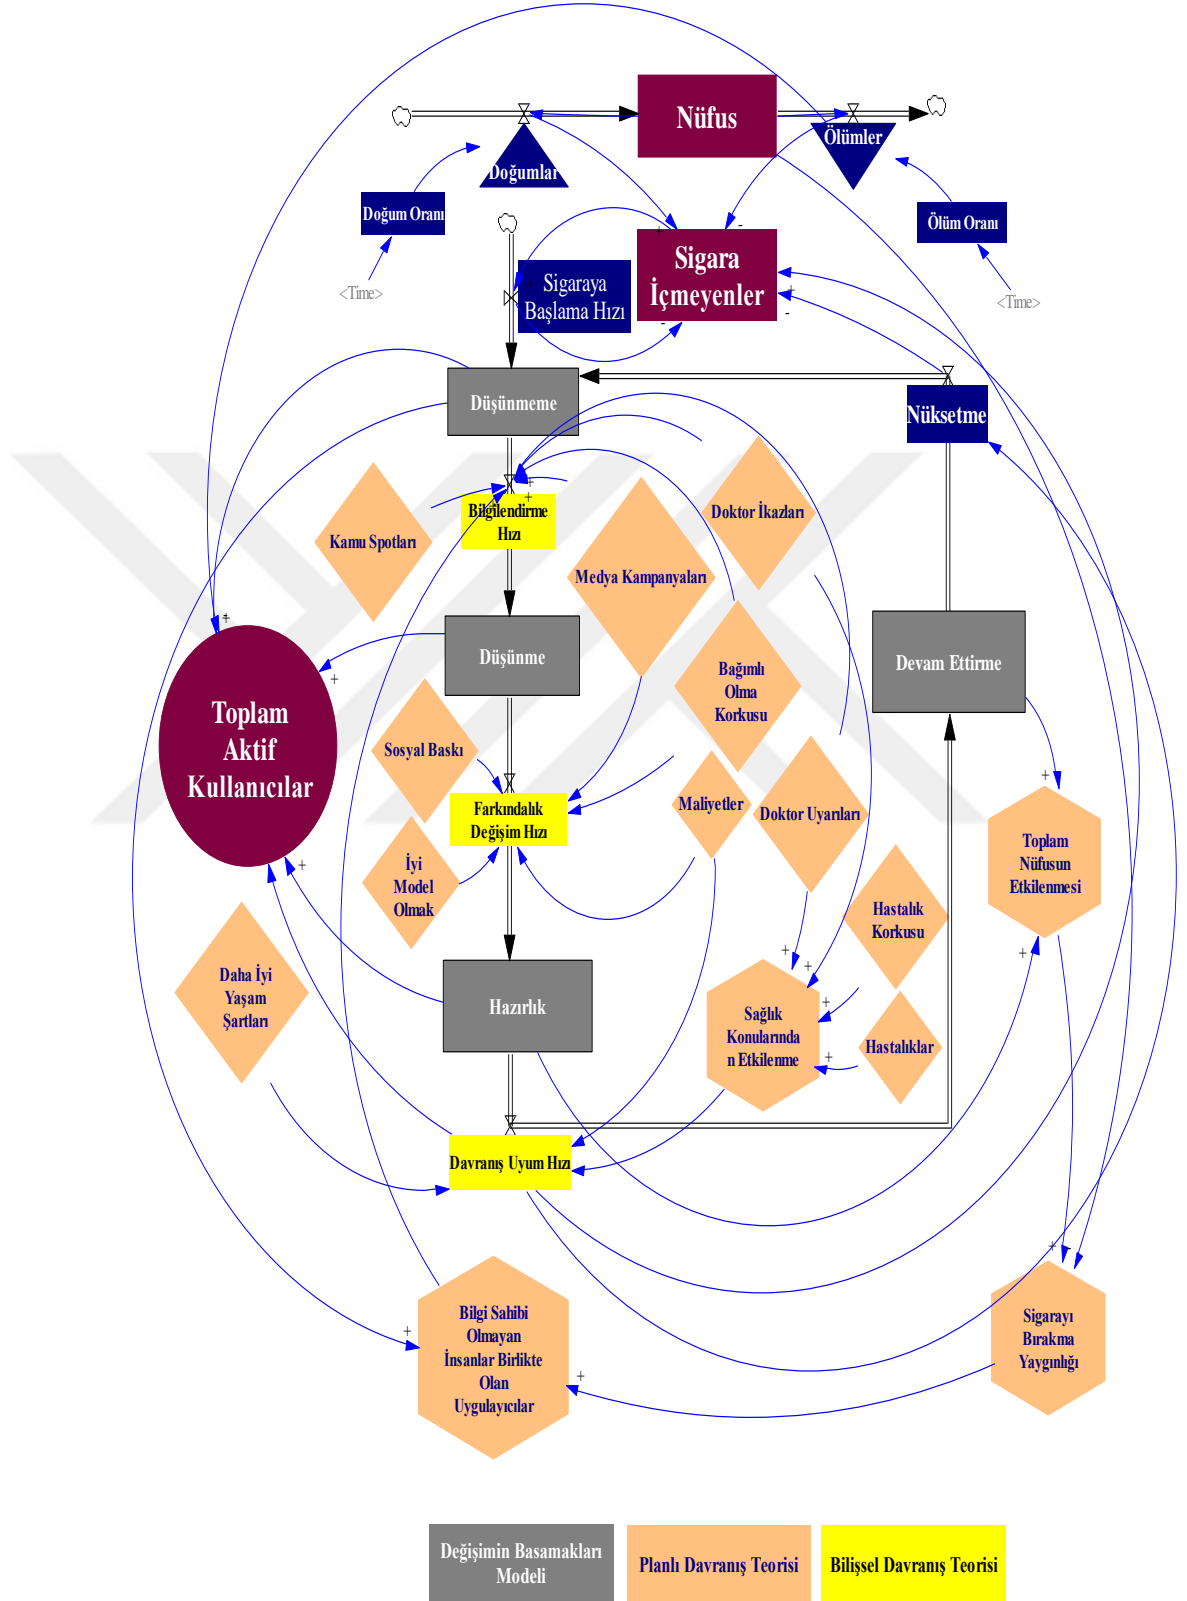 Nüfus
Doğumlar
Ölümler
Doğum Oranı
Ölüm Oranı
<Time>
<Time>
Sigara
İçmeyenler
Sigaraya
Başlama Hızı
Düşünmeme
Nüksetme
Bilgilendirme
Hızı
Kamu Spotları
Doktor İkazları
Medya Kampanyaları
Düşünme
Devam Ettirme
Bağımlı
Olma
Korkusu
Toplam
Aktif
Kullanıcılar
Sosyal Baskı
Farkındalık
Değişim Hızı
Maliyetler
Doktor Uyarıları
Toplam
Nüfusun
Etkilenmesi
İyi
Model
Olmak
Hastalık
Korkusu
Daha İyi
Yaşam
Şartları
Hazırlık
Sağlık
Konularında
n Etkilenme
Hastalıklar
Davranış Uyum Hızı
Bilgi Sahibi
Olmayan
İnsanlar Birlikte
Olan
Uygulayıcılar
Sigarayı
Bırakma
Yaygınlığı
Değişimin Basamakları
Modeli
Planlı Davranış Teorisi
Bilişsel Davranış Teorisi